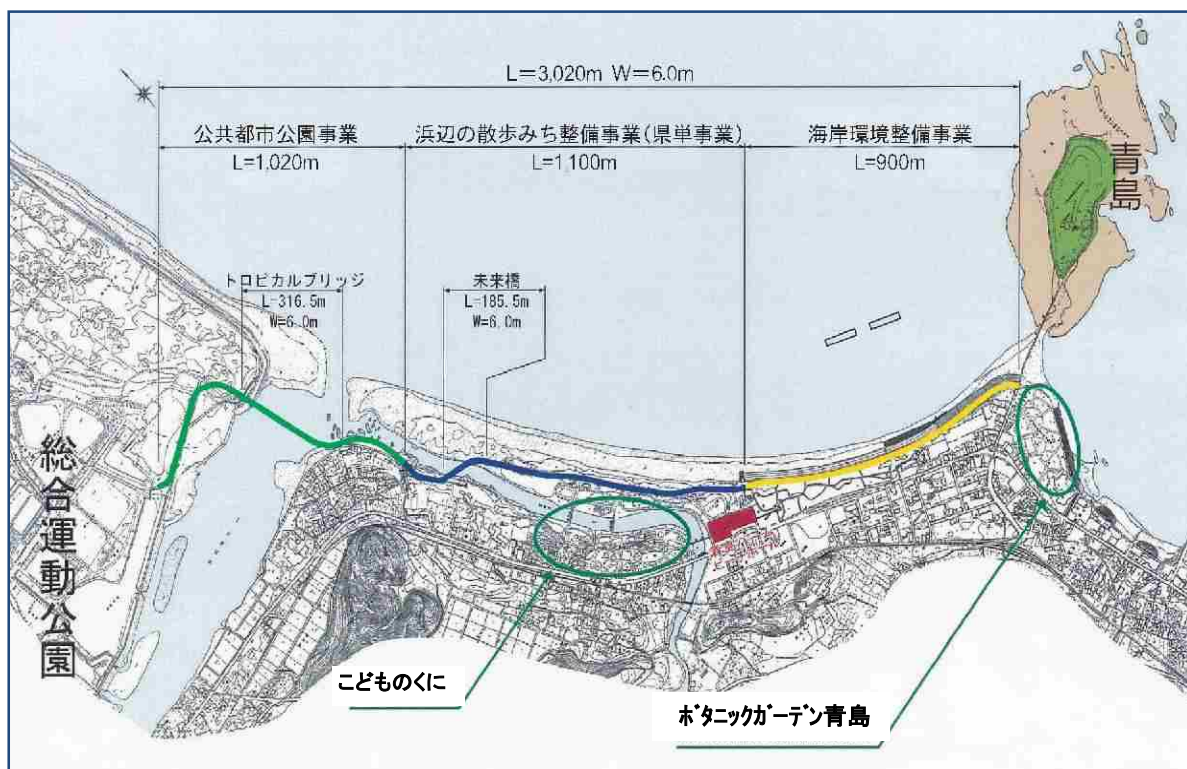 L=3,020m W=6.0m
公共都市公園事業
L=1,020m
浜辺の散歩みち整備事業(県単事業)
L=1,100m
海岸環境整備事業
L=900m
青島
トロピカルブリッジ
L=316.5m
W=6.0m
未来橋
L=185.5m
W=6.0m
総合運動公園
こどものくに
ボタニックガーデン青島